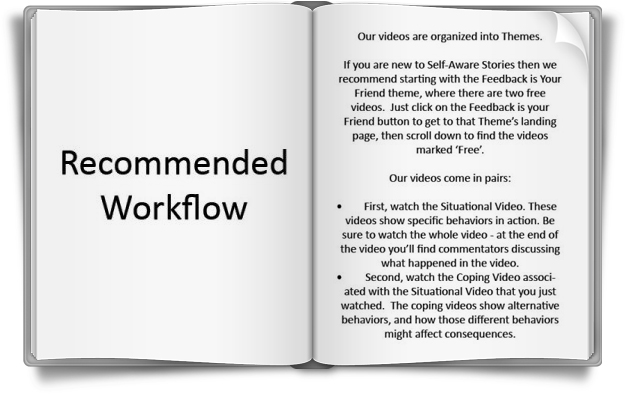 Recommended
Workflow
Our videos are organized into Themes.
If you are new to Self-Aware Stories then we
recommend starting with the Feedback is Your
Friend theme, where there are two free
videos.  Just click on the Feedback is your
Friend button to get to that Theme's landing
page, then scroll down to find the videos
marked 'Free'.
Our videos come in pairs:
• First, watch the Situational Video. These
videos show specific behaviors in action. Be
sure to watch the whole video - at the end of
the video you'll find commentators discussing
what happened in the video.
• Second, watch the Coping Video associ-
ated with the Situational Video that you just
watched.  The coping videos show alternative
behaviors, and how those different behaviors
might affect consequences.